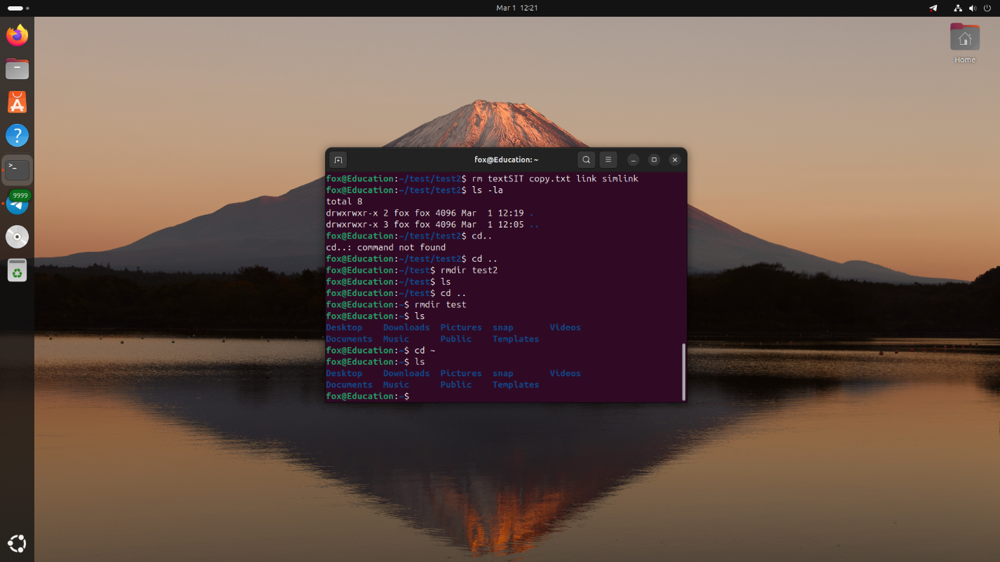 Mar 1 12:21
Home
9999
fox@Education: ~
fox@Education:~/test/test2$ rm textSIT copy.txt link simlink
fox@Education:~/test/test2$ ls -la
total 8
drwxrwxr-x 2 fox fox 4096 Mar  1 12:19 .
drwxrwxr-x 3 fox fox 4096 Mar  1 12:05 ..
fox@Education:~/test/test2$ cd..
cd..: command not found
fox@Education:~/test/test2$ cd ..
fox@Education:~/test$ rmdir test2
fox@Education:~/test$ ls
fox@Education:~/test$ cd ..
fox@Education:~$ rmdir test
fox@Education:~$ ls
Desktop    Downloads  Pictures  snap       Videos
Documents  Music      Public    Templates
fox@Education:~$ cd ~
fox@Education:~$ ls
Desktop    Downloads  Pictures  snap       Videos
Documents  Music      Public    Templates
fox@Education:~$